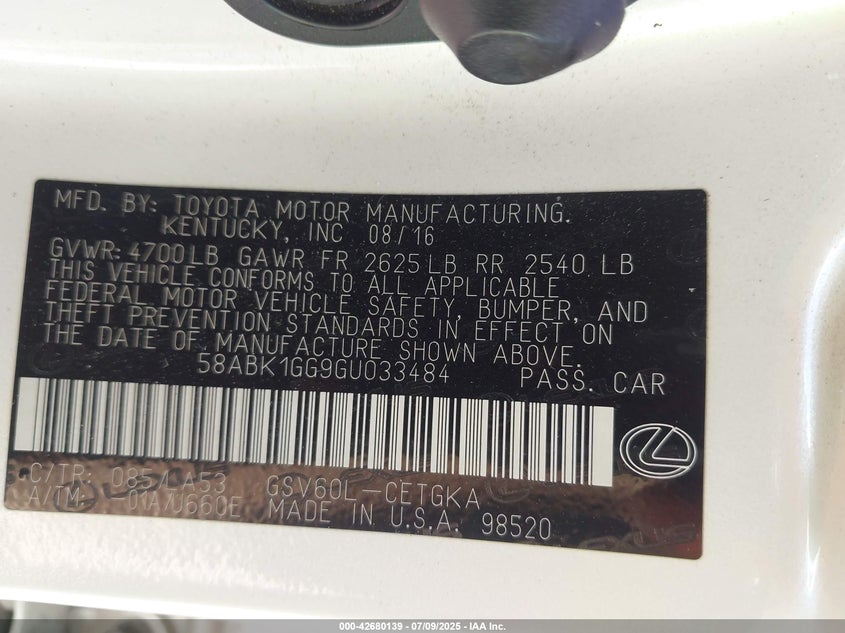 MFD. BY: TOYOTA MOTOR MANUFACTURING.
KENTUCKY, INC 08/16
GVWR: 4700 LB GAWR FR 2625 LB RR 2540 LB
THIS VEHICLE CONFORMS TO ALL APPLICABLE
FEDERAL MOTOR VEHICLE SAFETY, BUMPER, AND
THEFT PREVENTION STANDARDS IN EFFECT ON
THE DATE OF MANUFACTURE SHOWN ABOVE.
58ABK1GG9GU033484 PASS. CAR
C/TR: 085/LA53 GSV60L-CETGKA
A/TM: 01A/U660E MADE IN U.S.A. 98520
000-42680139 / 07/09/2025 - IAA Inc.